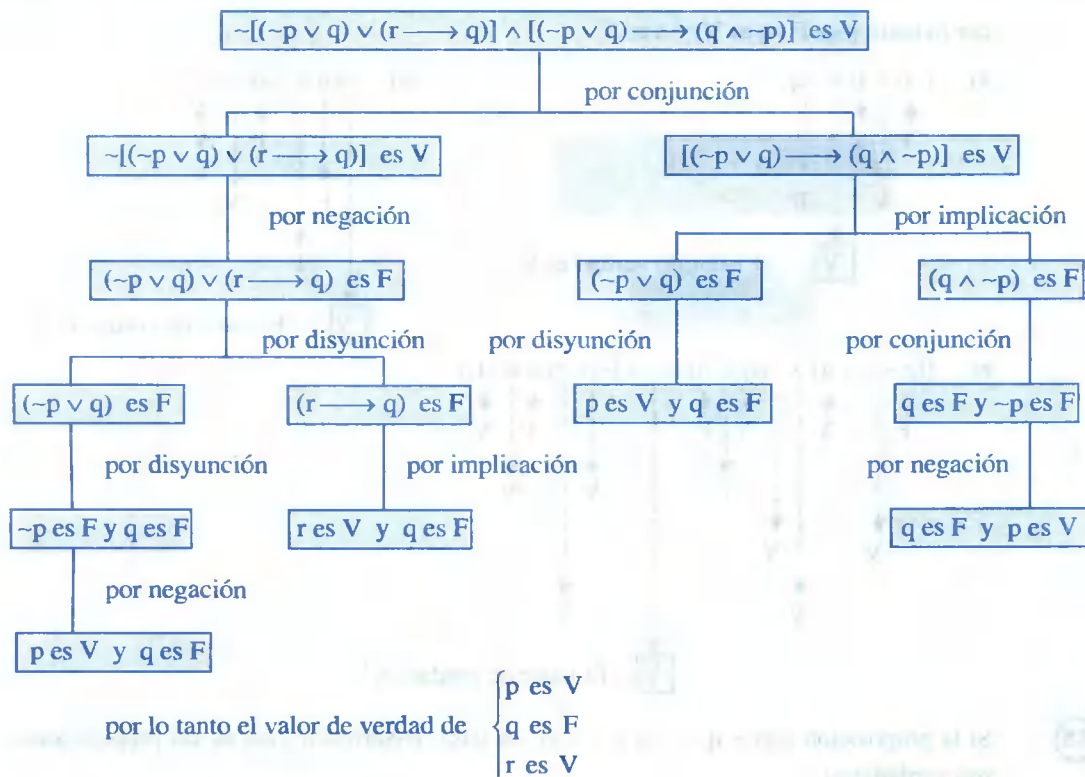 ~[(~p ∨ q) ∨ (r ⟶ q)] ∧ [(~p ∨ q) ⟶ (q ∧ ~p)] es V
por conjunción
~[(~p ∨ q) ∨ (r ⟶ q)] es V
[(~p ∨ q) ⟶ (q ∧ ~p)] es V
por negación
por implicación
(~p ∨ q) ∨ (r ⟶ q) es F
(~p ∨ q) es F
(q ∧ ~p) es F
por disyunción
por disyunción
por conjunción
(~p ∨ q) es F
(r ⟶ q) es F
p es V y q es F
q es F y ~p es F
por disyunción
por implicación
por negación
~p es F y q es F
r es V y q es F
q es F y p es V
por negación
p es V y q es F
por lo tanto el valor de verdad de
p es V
q es F
r es V